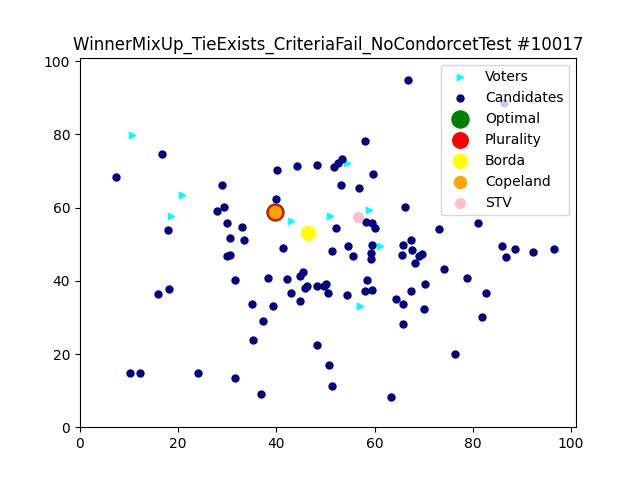 WinnerMixUp_TieExists_CriteriaFail_NoCondorcetTest #10017
100
80
60
40
20
0
0 20 40 60 80 100
Voters
Candidates
Optimal
Plurality
Borda
Copeland
STV